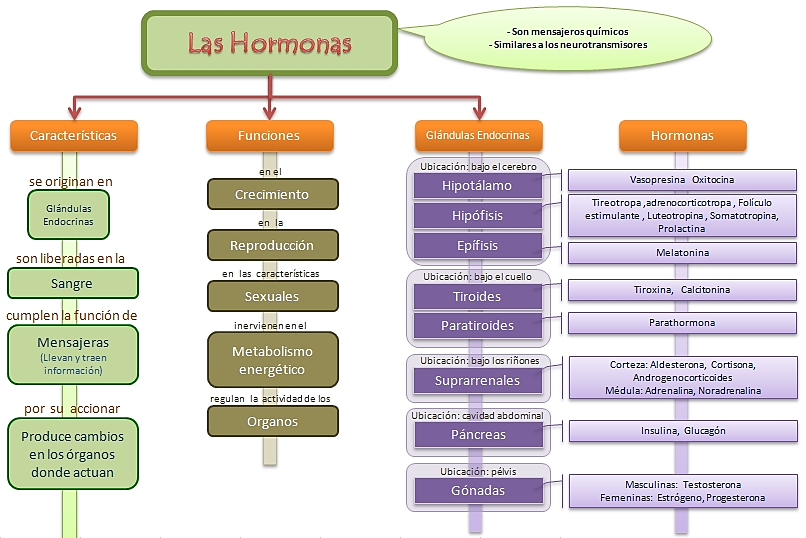 Las Hormonas
- Son mensajeros químicos
- Similares a los neurotransmisores
Características
se originan en
Glándulas
Endocrinas
son liberadas en la
Sangre
cumplen la función de
Mensajeras
(Llevan y traen
información)
por su accionar
Produce cambios
en los órganos
donde actuan
Funciones
en el
Crecimiento
en la
Reproducción
en las características
Sexuales
inervienen en el
Metabolismo
energético
regulan la actividad de los
Organos
Glándulas Endocrinas
Ubicación: bajo el cerebro
Hipotálamo
Hipófisis
Epífisis
Ubicación: bajo el cuello
Tiroides
Paratiroides
Ubicación: bajo los riñones
Suprarrenales
Ubicación: cavidad abdominal
Páncreas
Ubicación: pélvis
Gónadas
Hormonas
Vasopresina Oxitocina
Tireotropa ,adrenocorticotropa , Folículo
estimulante , Luteotropina , Somatotropina,
Prolactina
Melatonina
Tiroxina, Calcitonina
Parathormona
Corteza: Aldesterona, Cortisona,
Androgenocorticoides
Médula: Adrenalina, Noradrenalina
Insulina, Glucagón
Masculinas: Testosterona
Femeninas: Estrógeno, Progesterona